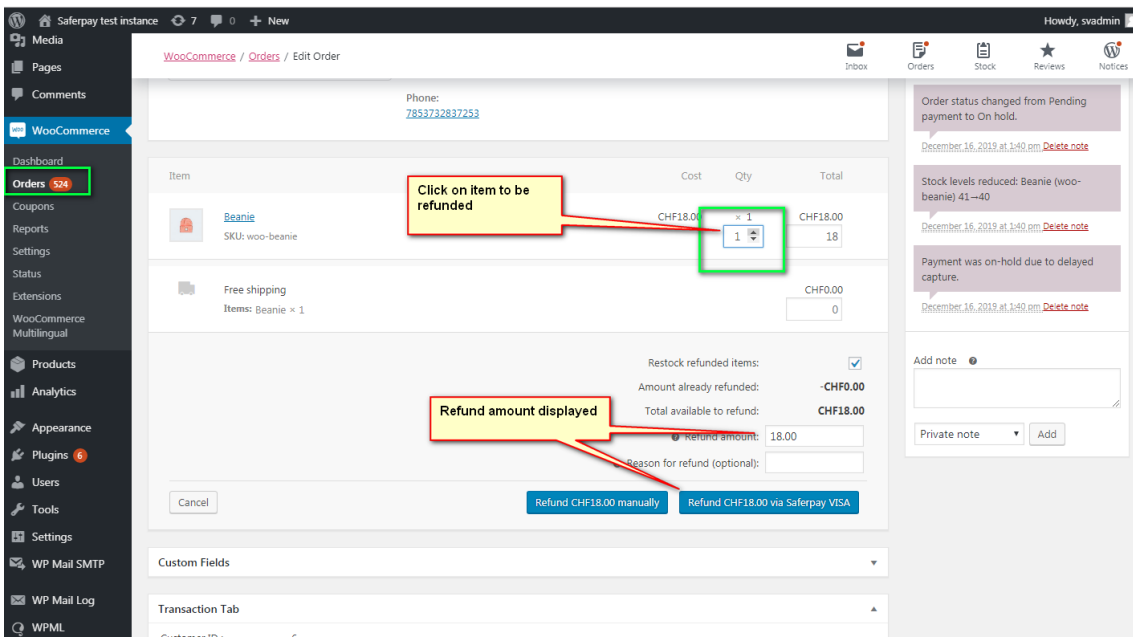 Saferpay test instance 7 0 + New Howdy, svadmin
Media
Pages
Comments
WooCommerce
Dashboard
Orders 524
Coupons
Reports
Settings
Status
Extensions
WooCommerce
Multilingual
Products
Analytics
Appearance
Plugins 6
Users
Tools
Settings
WP Mail SMTP
WP Mail Log
WPML
WooCommerce / Orders / Edit Order
Inbox Orders Stock Reviews Notices
Phone:
7853732837253
Item Cost Qty Total
Click on item to be
refunded
Beanie CHF18.00 × 1 CHF18.00
SKU: woo-beanie 1 18
Free shipping CHF0.00
Items: Beanie × 1 0
Restock refunded items:
Amount already refunded: -CHF0.00
Total available to refund: CHF18.00
Refund amount displayed
Refund amount: 18.00
Reason for refund (optional):
Cancel Refund CHF18.00 manually Refund CHF18.00 via Saferpay VISA
Custom Fields
Transaction Tab
Order status changed from Pending
payment to On hold.
December 16, 2019 at 1:40 pm Delete note
Stock levels reduced: Beanie (woo-
beanie) 41→40
December 16, 2019 at 1:40 pm Delete note
Payment was on-hold due to delayed
capture.
December 16, 2019 at 1:40 pm Delete note
Add note
Private note Add